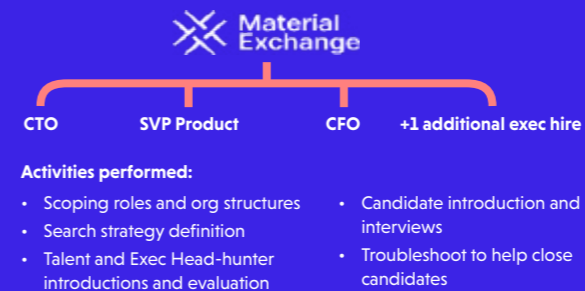 Material
Exchange
CTO
SVP Product
CFO
+1 additional exec hire
Activities performed:
• Scoping roles and org structures
• Search strategy definition
• Talent and Exec Head-hunter
introductions and evaluation
• Candidate introduction and
interviews
• Troubleshoot to help close
candidates